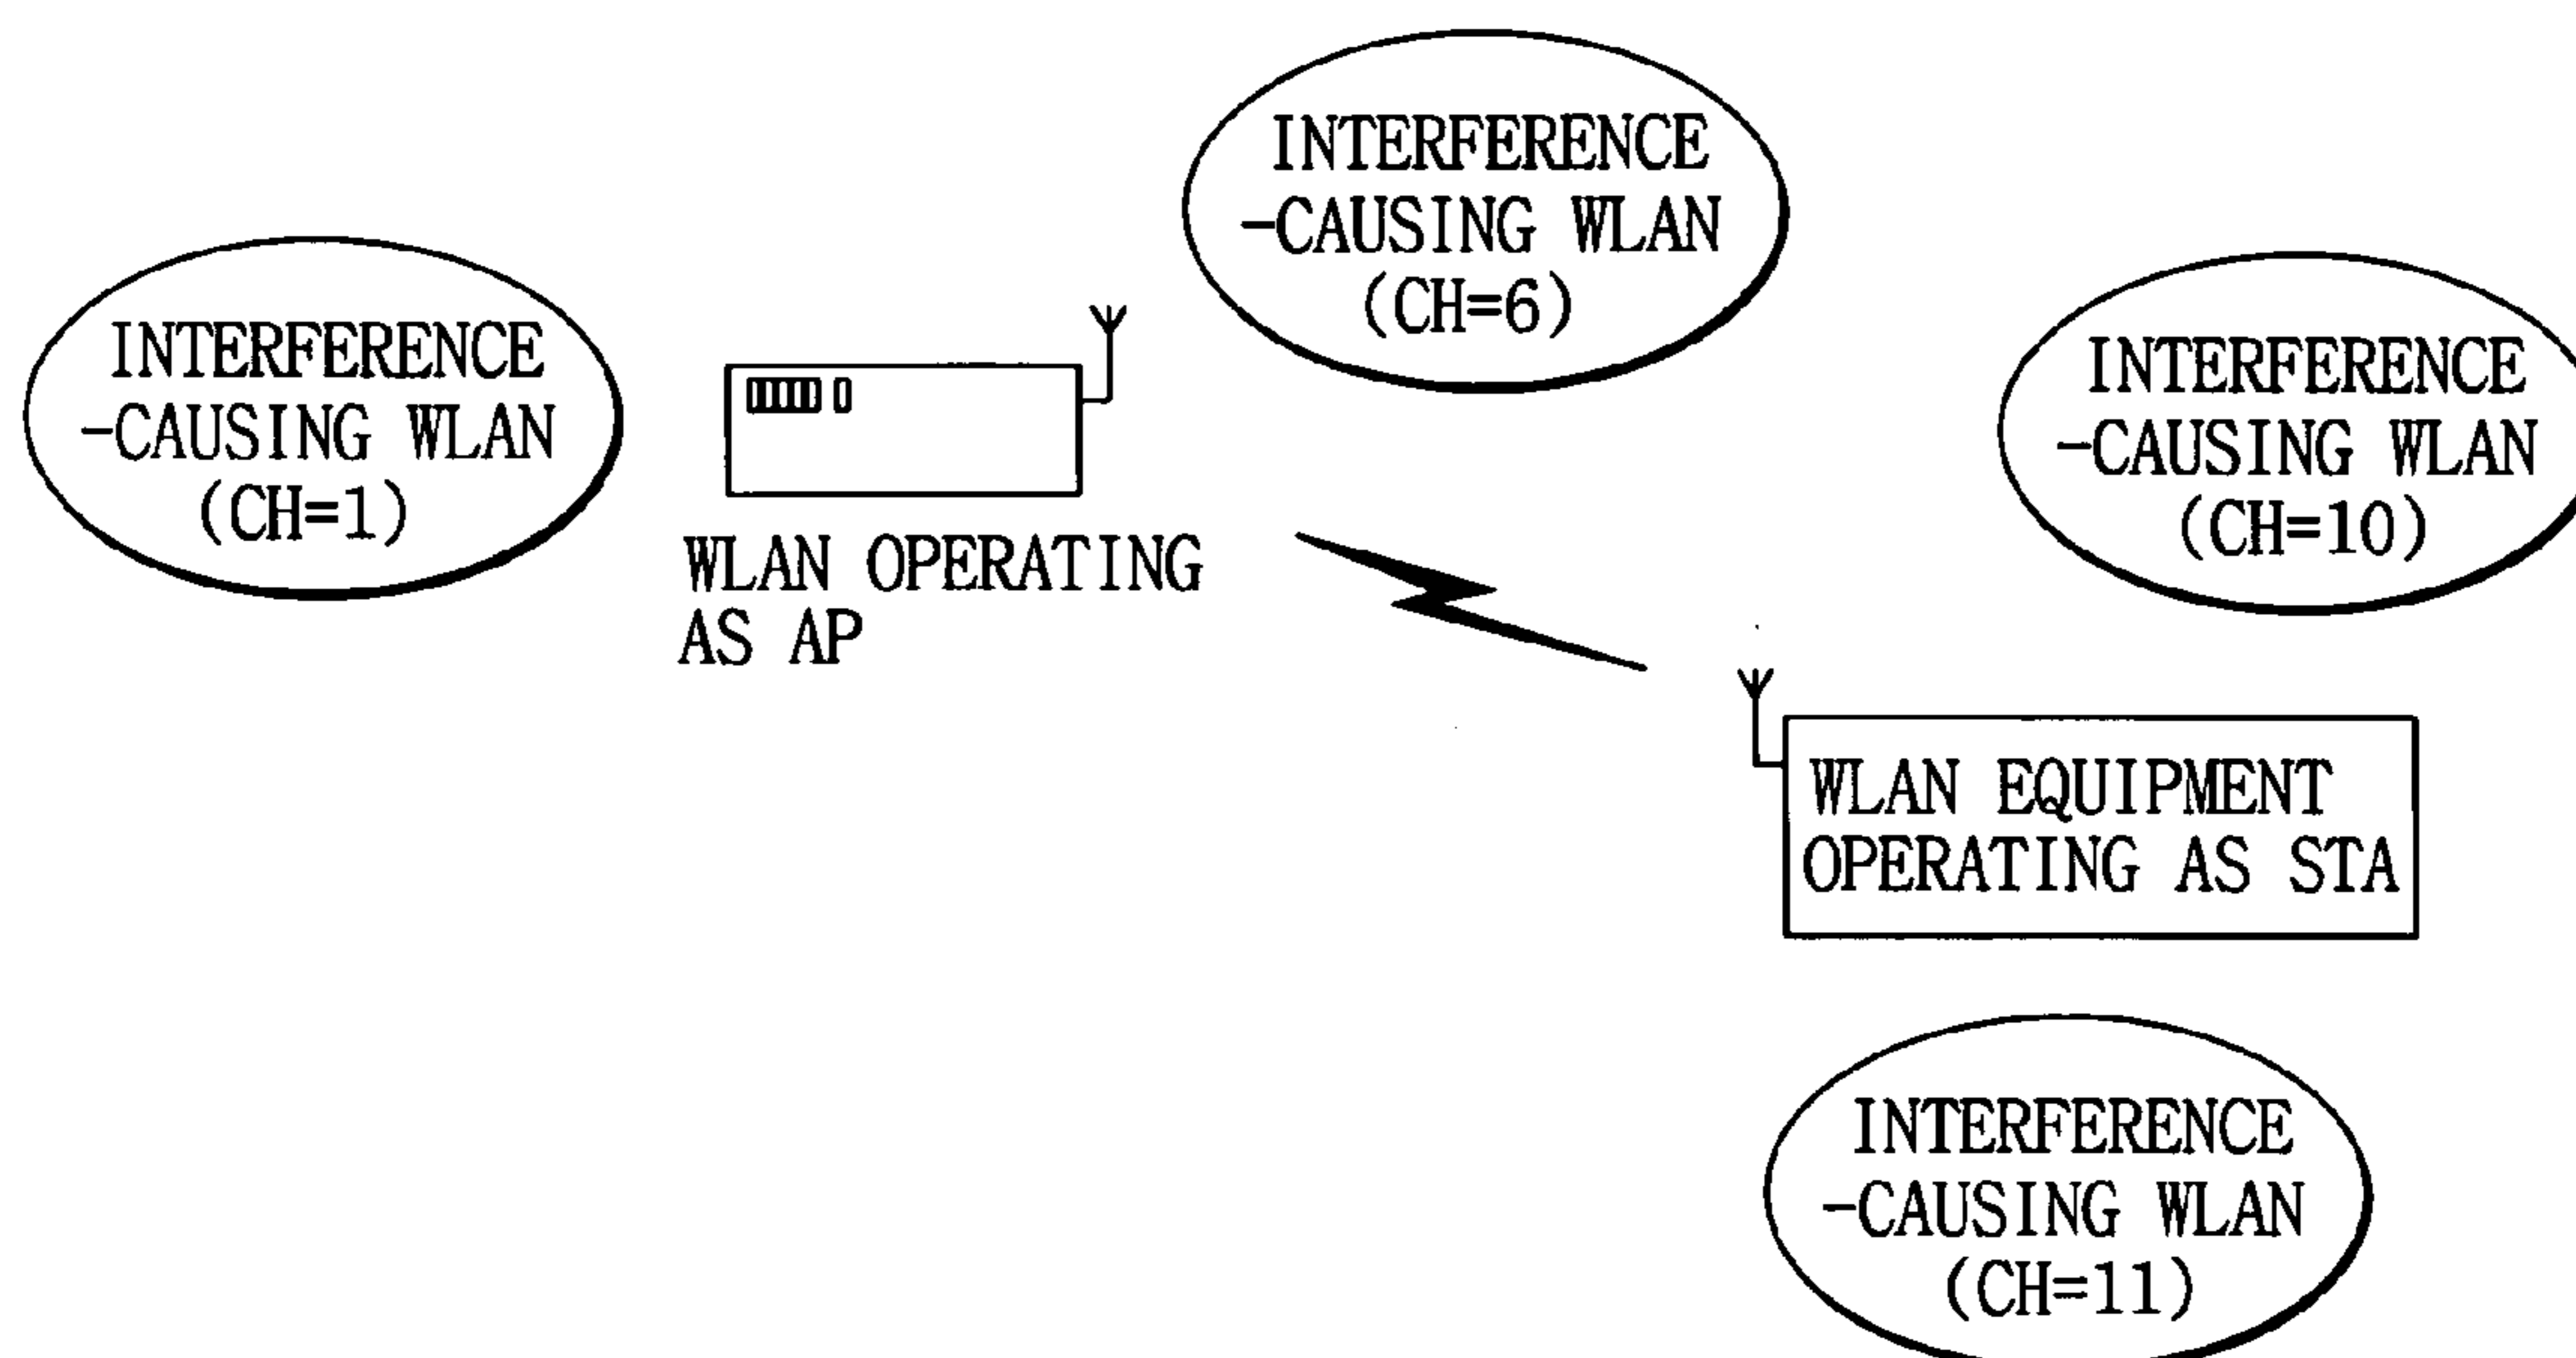 INTERFERENCE
-CAUSING WLAN
(CH=6)
INTERFERENCE
-CAUSING WLAN
(CH=1)
INTERFERENCE
-CAUSING WLAN
(CH=10)
WLAN OPERATING
AS AP
WLAN EQUIPMENT
OPERATING AS STA
INTERFERENCE
-CAUSING WLAN
(CH=11)